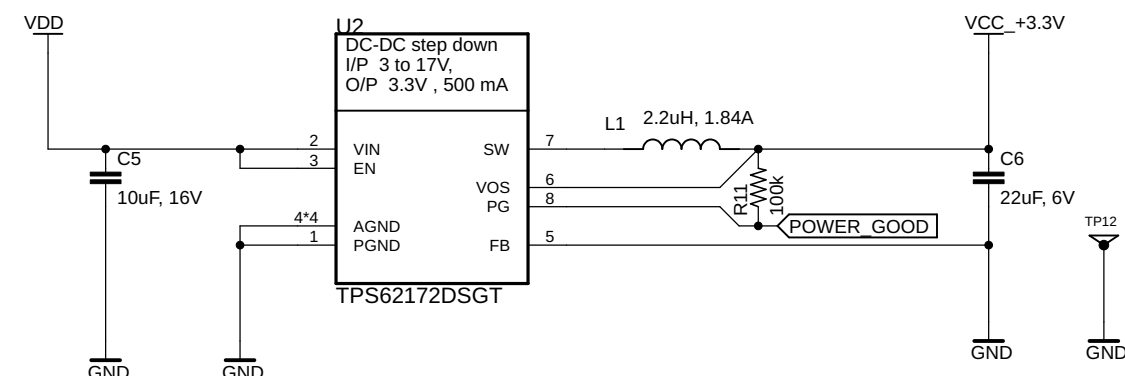 VDD
U2
VCC_+3.3V
DC-DC step down
I/P  3 to 17V,
O/P  3.3V , 500 mA
L1
2.2uH, 1.84A
2
VIN
SW
7
C5
3
EN
C6
10uF, 16V
VOS
6
R11
100k
22uF, 6V
PG
8
4*4
AGND
POWER_GOOD
TP12
1
PGND
FB
5
TPS62172DSGT
GND
GND
GND
GND